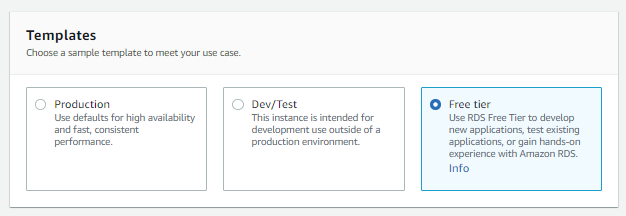 Templates
Choose a sample template to meet your use case.
Production
Use defaults for high availability
and fast, consistent
performance.
Dev/Test
This instance is intended for
development use outside of a
production environment.
Free tier
Use RDS Free Tier to develop
new applications, test existing
applications, or gain hands-on
experience with Amazon RDS.
Info